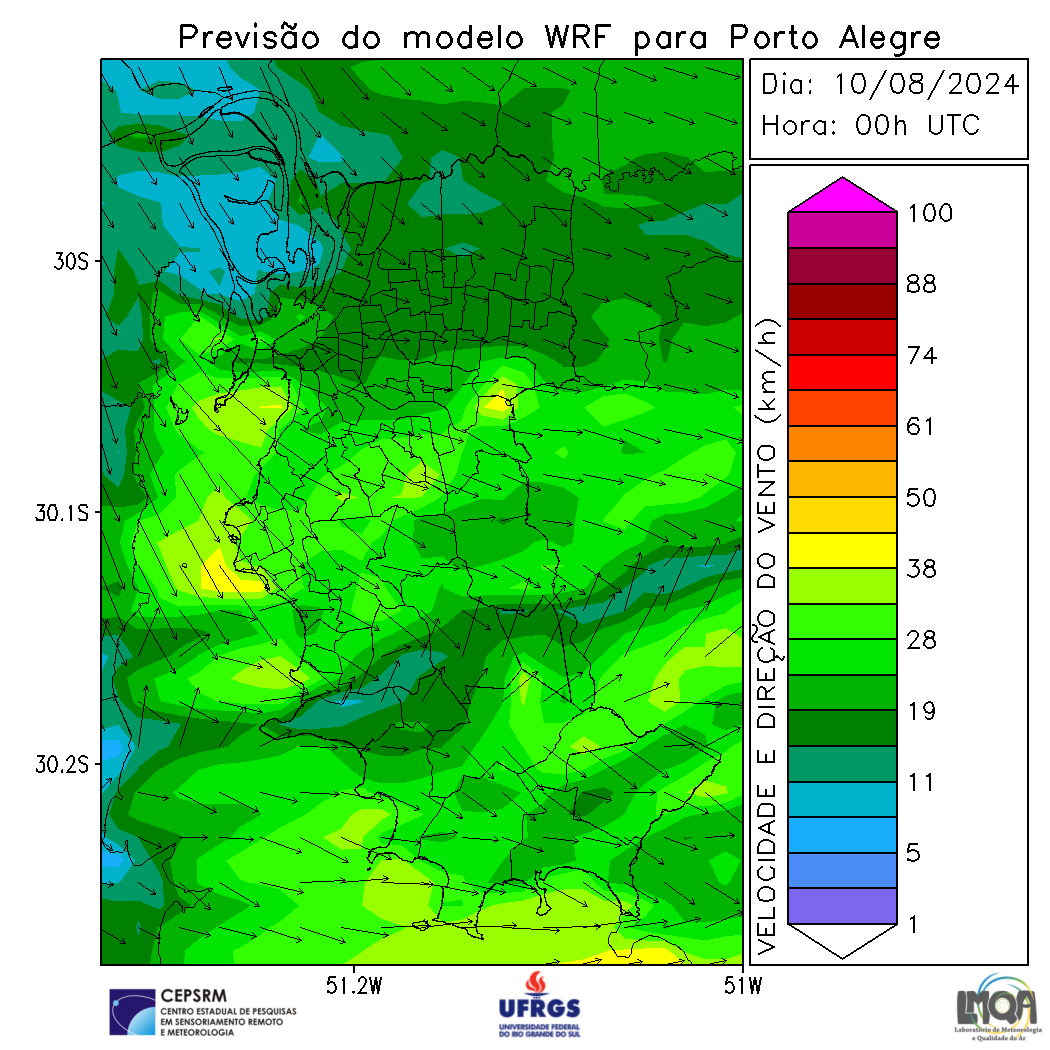 Previsão do modelo WRF para Porto Alegre
Dia: 10/08/2024
Hora: 00h UTC
30S
30.1S
30.2S
51.2W
51W
VELOCIDADE E DIREÇÃO DO VENTO (km/h)
100
88
74
61
50
38
28
19
11
5
1
CEPSRM
CENTRO ESTADUAL DE PESQUISAS
EM SENSORIAMENTO REMOTO
E METEOROLOGIA
UFRGS
UNIVERSIDADE FEDERAL
DO RIO GRANDE DO SUL
LMQA
Laboratório de Meteorologia
e Qualidade do Ar